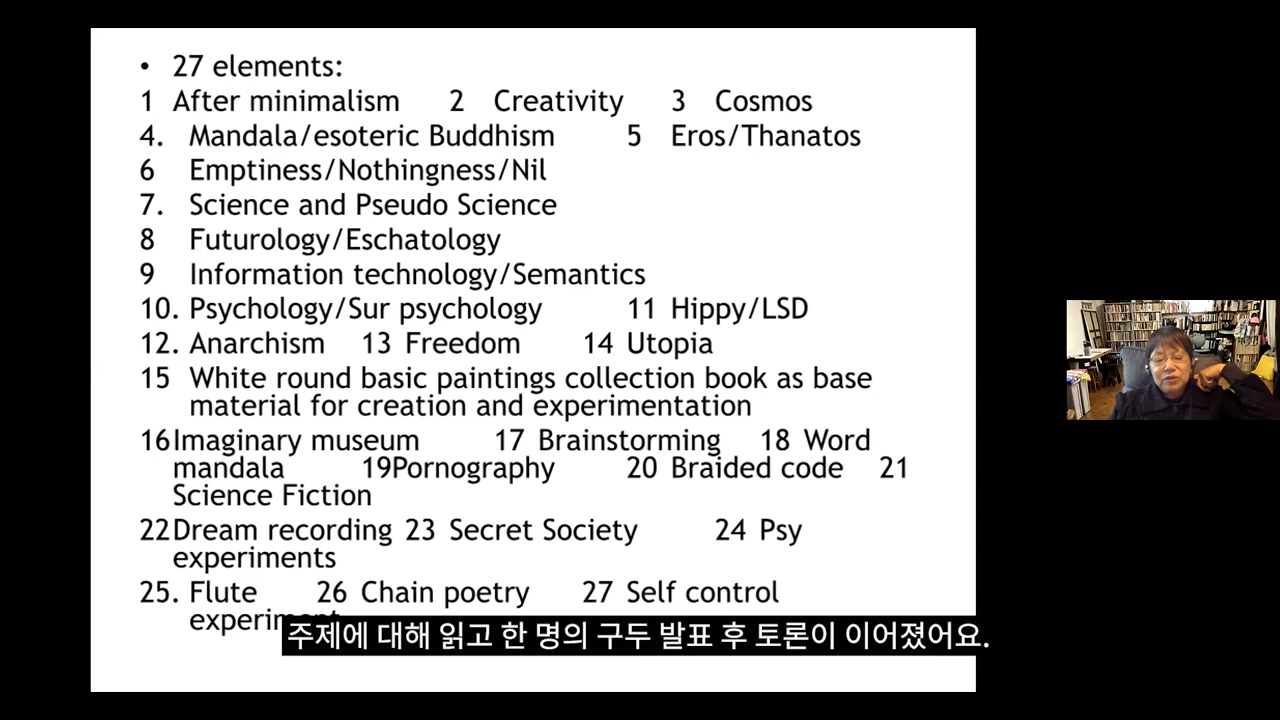 • 27 elements:
1 After minimalism 2 Creativity 3 Cosmos
4. Mandala/esoteric Buddhism 5 Eros/Thanatos
6 Emptiness/Nothingness/Nil
7. Science and Pseudo Science
8 Futurology/Eschatology
9 Information technology/Semantics
10. Psychology/Sur psychology 11 Hippy/LSD
12. Anarchism 13 Freedom 14 Utopia
15 White round basic paintings collection book as base
material for creation and experimentation
16Imaginary museum 17 Brainstorming 18 Word
mandala 19Pornography 20 Braided code 21
Science Fiction
22Dream recording 23 Secret Society 24 Psy
experiments
25. Flute 26 Chain poetry 27 Self control
experiment
주제에 대해 읽고 한 명의 구두 발표 후 토론이 이어졌어요.